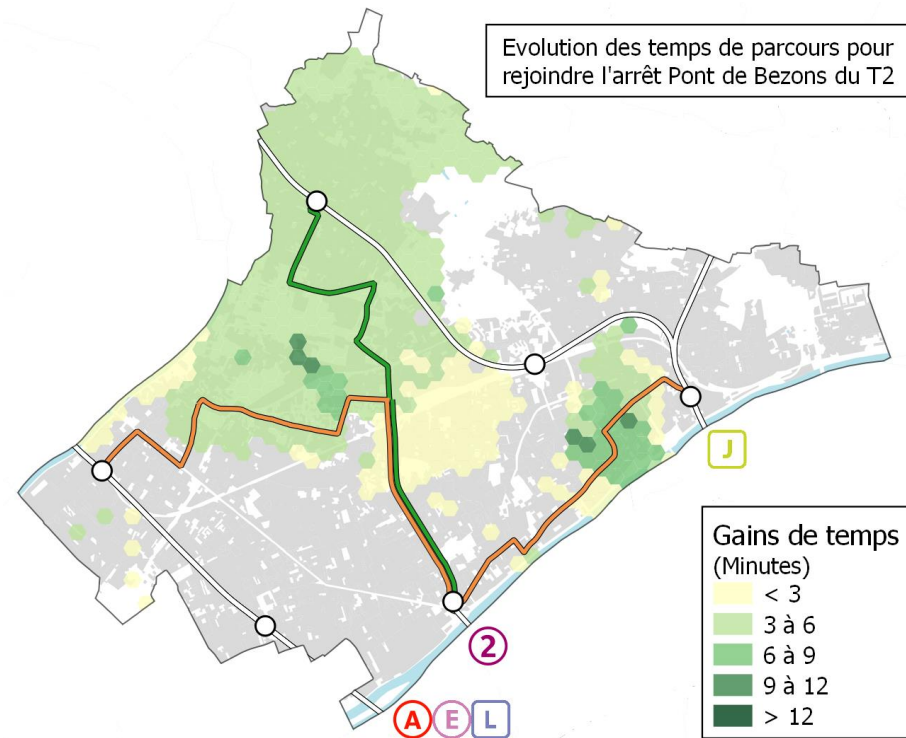 Evolution des temps de parcours pour
rejoindre l'arrêt Pont de Bezons du T2
J
2
A E L
Gains de temps
(Minutes)
< 3
3 à 6
6 à 9
9 à 12
> 12